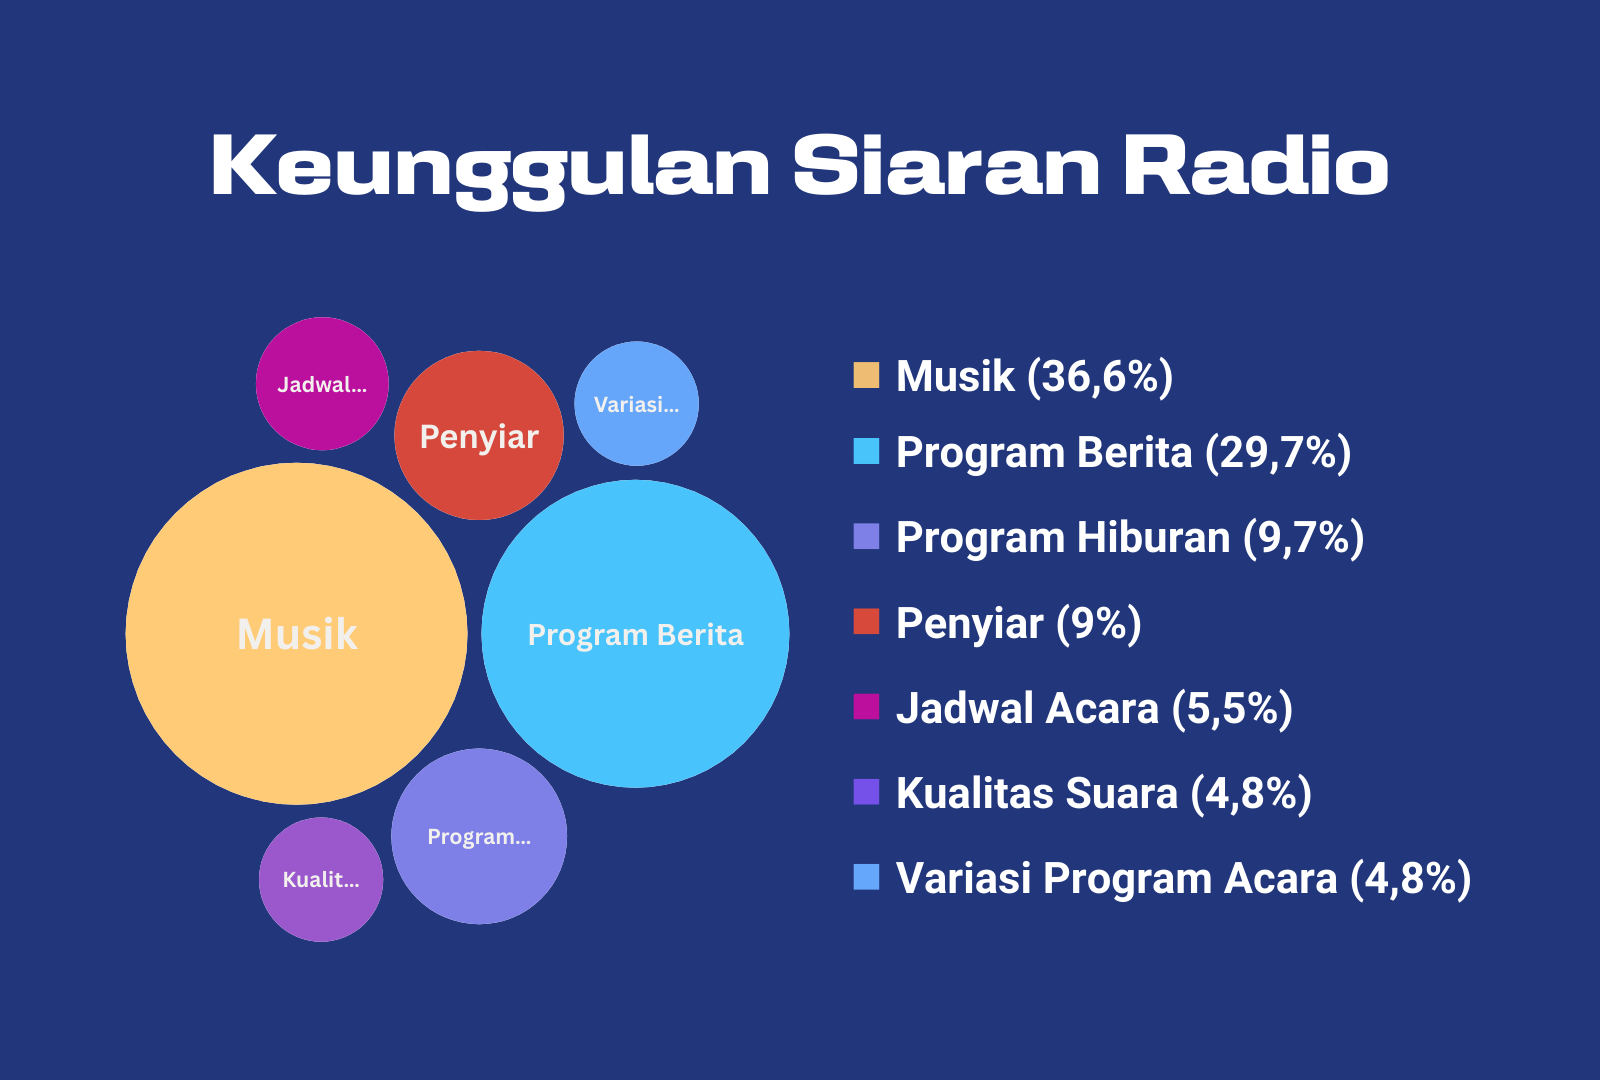 Keunggulan Siaran Radio
Jadwal...
Penyiar
Variasi...
Musik
Program Berita
Program...
Kualit...
Musik (36,6%)
Program Berita (29,7%)
Program Hiburan (9,7%)
Penyiar (9%)
Jadwal Acara (5,5%)
Kualitas Suara (4,8%)
Variasi Program Acara (4,8%)